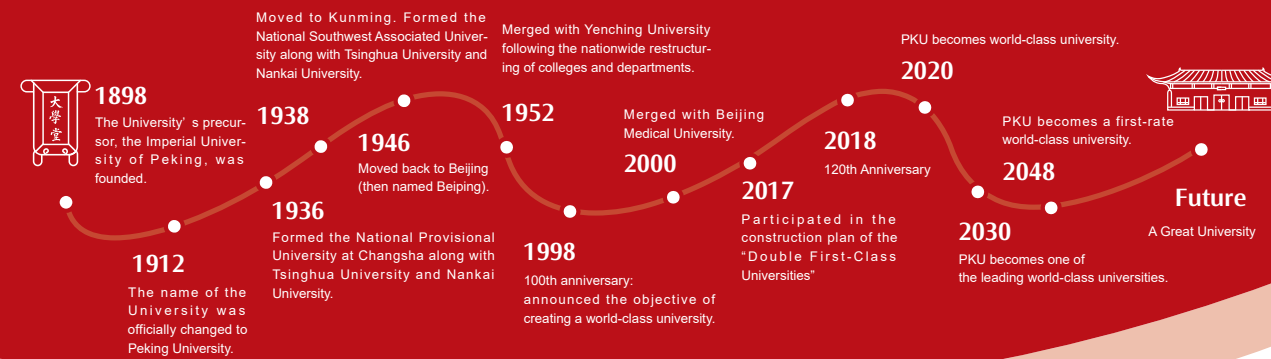 大學堂
1898
The University’ s precur-
sor, the Imperial Univer-
sity of Peking, was
founded.
1912
The name of the
University was
officially changed to
Peking University.
1936
Formed the National Provisional
University at Changsha along with
Tsinghua University and Nankai
University.
Moved to Kunming. Formed the
National Southwest Associated Univer-
sity along with Tsinghua University and
Nankai University.
1938
1946
Moved back to Beijing
(then named Beiping).
Merged with Yenching University
following the nationwide restructur-
ing of colleges and departments.
1952
1998
100th anniversary:
announced the objective of
creating a world-class university.
Merged with Beijing
Medical University.
2000
2017
Participated in the
construction plan of the
“Double First-Class
Universities”
2018
120th Anniversary
PKU becomes world-class university.
2020
2030
PKU becomes one of
the leading world-class universities.
PKU becomes a first-rate
world-class university.
2048
Future
A Great University